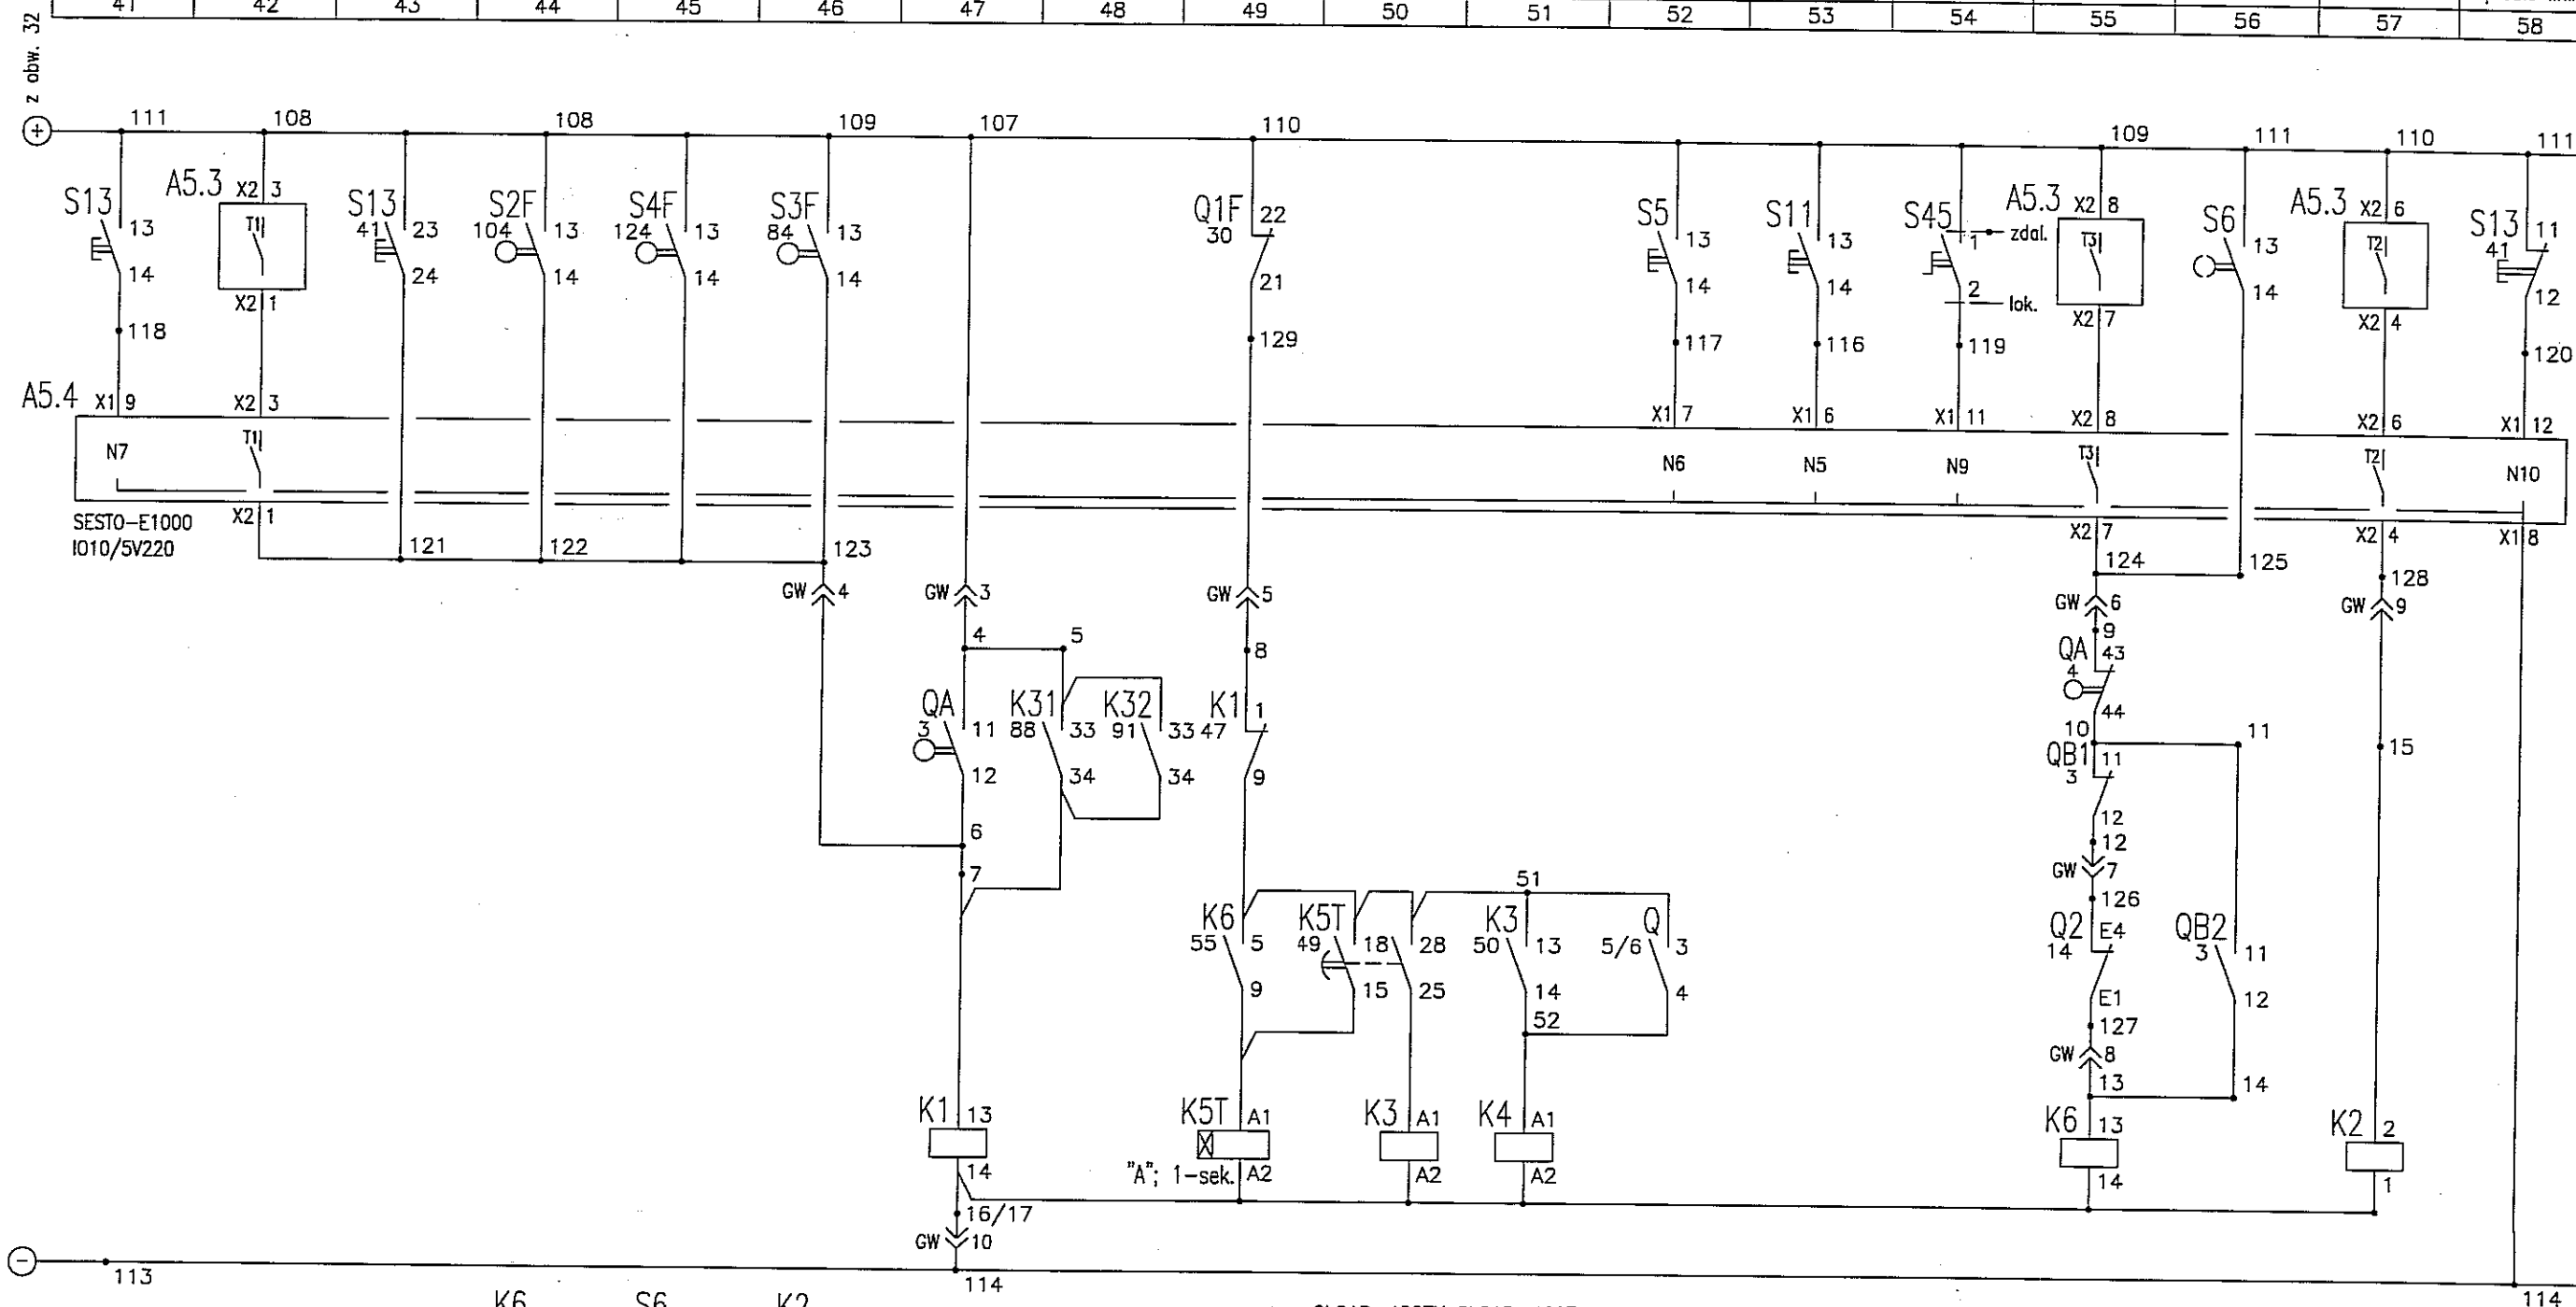 41 42 43 44 45 46 47 48 49 50 51 52 53 54 55 56 57 58
z obw. 32
+ 111 108 108 109 107 110 109 111 110 111
S13 13 14 118
A5.3 X2 3 T1 X2 1
S13 41 23 24
S2F 104 13 14
S4F 124 13 14
S3F 84 13 14
Q1F 30 22 21 129
S5 13 14 117
S11 13 14 116
S45 1 zdal. 2 lok. 119
A5.3 X2 8 T3 X2 7
S6 13 14
A5.3 X2 6 T2 X2 4
S13 41 11 12 120
A5.4 X1 9 X2 3 X1 7 X1 6 X1 11 X2 8 X2 6 X1 12
N7 T1 N6 N5 N9 T3 T2 N10
SESTO-E1000
IO10/5V220
X2 1 X2 7 X2 4 X1 8
121 122 123 124 125 128
GW 4 GW 3 GW 5 GW 6 GW 9
4 5 8 9 15
QA 3 11 12
K31 88 33 34
K32 91 33 34
K1 47 1 9
QA 4 43 44
10 11
QB1 3 11 12
6
7
12
GW 7
126
51
K6 55 5 9
K5T 49 18 15 28 25
K3 50 13 14
Q 5/6 3 4
52
Q2 14 E4 E1
QB2 3 11 12
127
GW 8
13 14
K1 13 14
K5T A1 A2
"A"; 1-sek.
K3 A1 A2
K4 A1 A2
K6 13 14
K2 2 1
16/17
GW 10
− 113 114 114
K6 S6 K2